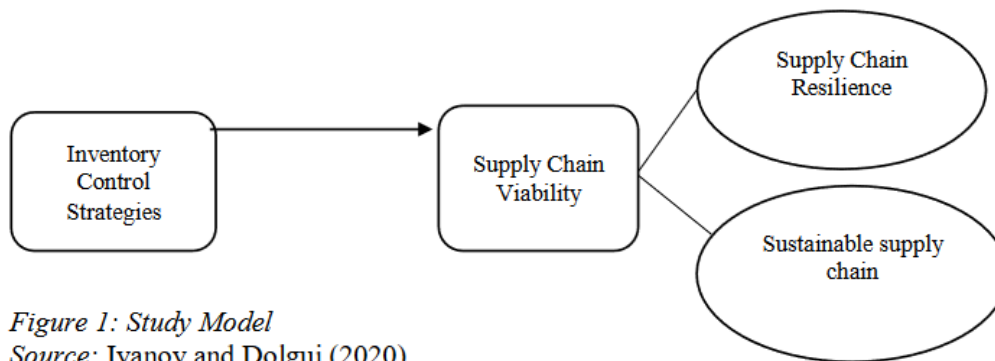 Inventory
Control
Strategies
Supply Chain
Viability
Supply Chain
Resilience
Sustainable supply
chain
Figure 1: Study Model
Source: Ivanov and Dolgui (2020)